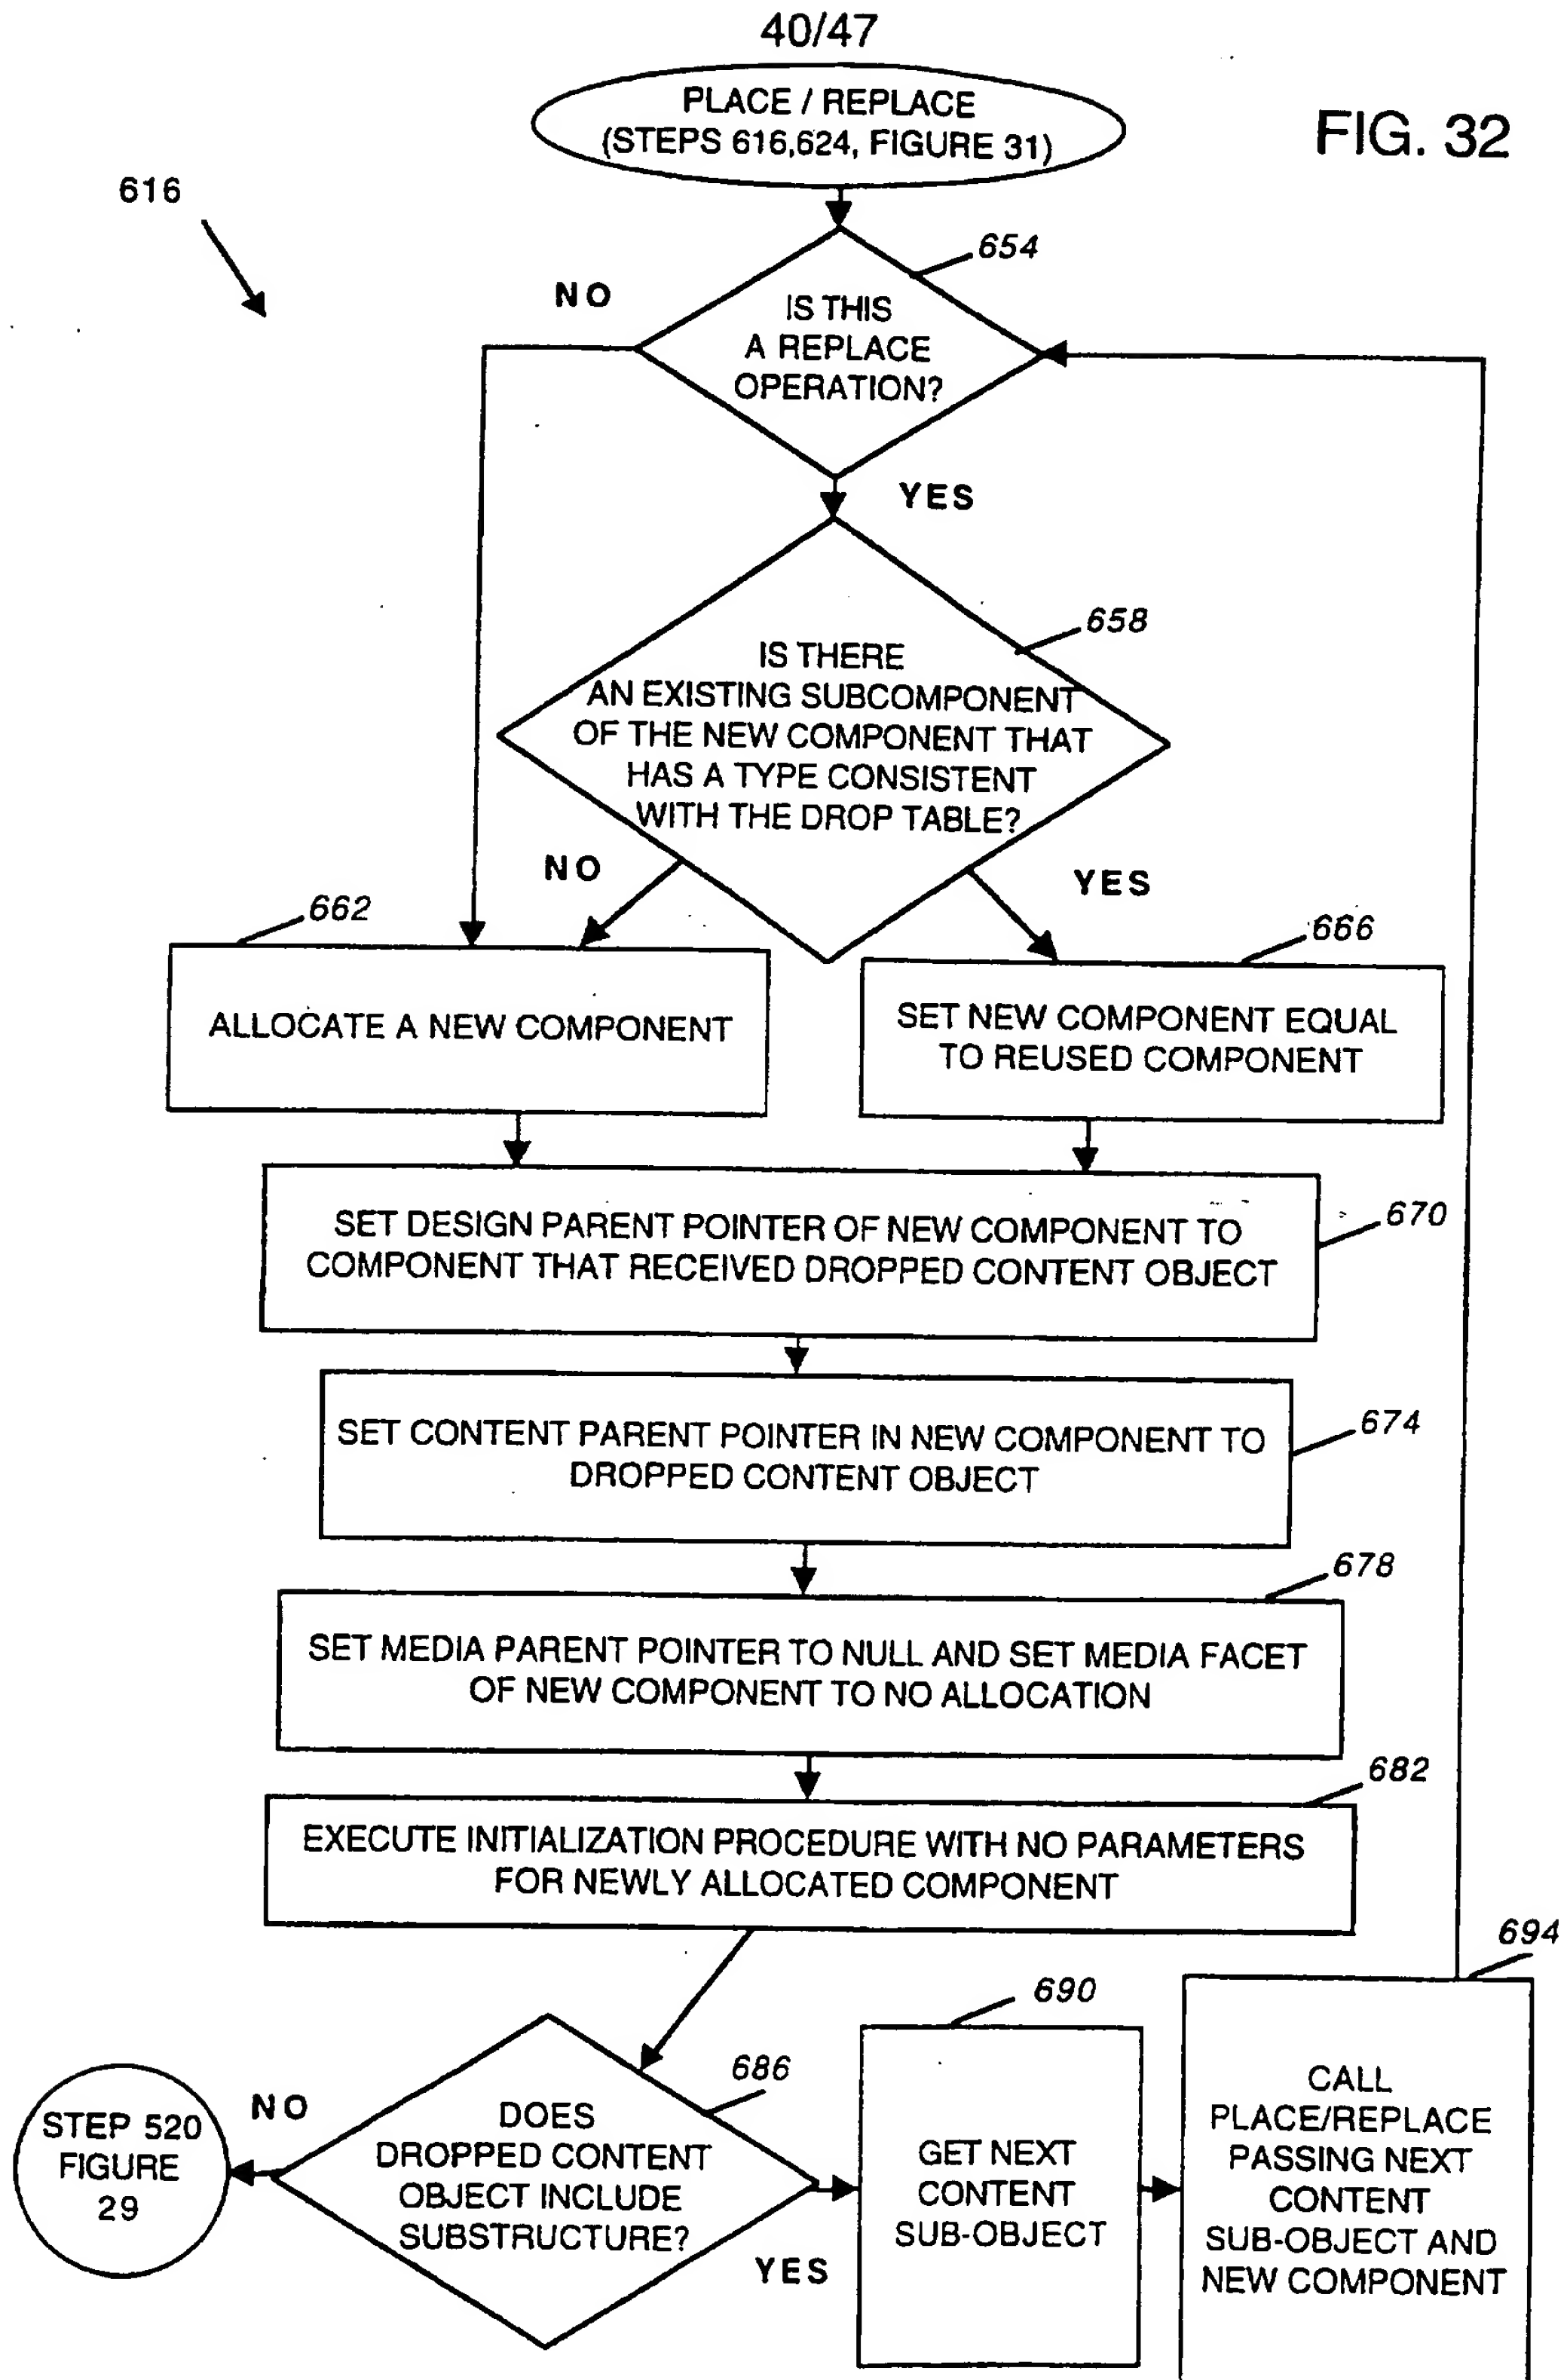 40/47
PLACE / REPLACE
(STEPS 616,624, FIGURE 31)
FIG. 32
616
654
NO
IS THIS
A REPLACE
OPERATION?
YES
658
IS THERE
AN EXISTING SUBCOMPONENT
OF THE NEW COMPONENT THAT
HAS A TYPE CONSISTENT
WITH THE DROP TABLE?
NO
YES
662
666
ALLOCATE A NEW COMPONENT
SET NEW COMPONENT EQUAL
TO REUSED COMPONENT
670
SET DESIGN PARENT POINTER OF NEW COMPONENT TO
COMPONENT THAT RECEIVED DROPPED CONTENT OBJECT
674
SET CONTENT PARENT POINTER IN NEW COMPONENT TO
DROPPED CONTENT OBJECT
678
SET MEDIA PARENT POINTER TO NULL AND SET MEDIA FACET
OF NEW COMPONENT TO NO ALLOCATION
682
EXECUTE INITIALIZATION PROCEDURE WITH NO PARAMETERS
FOR NEWLY ALLOCATED COMPONENT
694
690
686
NO
STEP 520
FIGURE
29
DOES
DROPPED CONTENT
OBJECT INCLUDE
SUBSTRUCTURE?
YES
GET NEXT
CONTENT
SUB-OBJECT
CALL
PLACE/REPLACE
PASSING NEXT
CONTENT
SUB-OBJECT AND
NEW COMPONENT